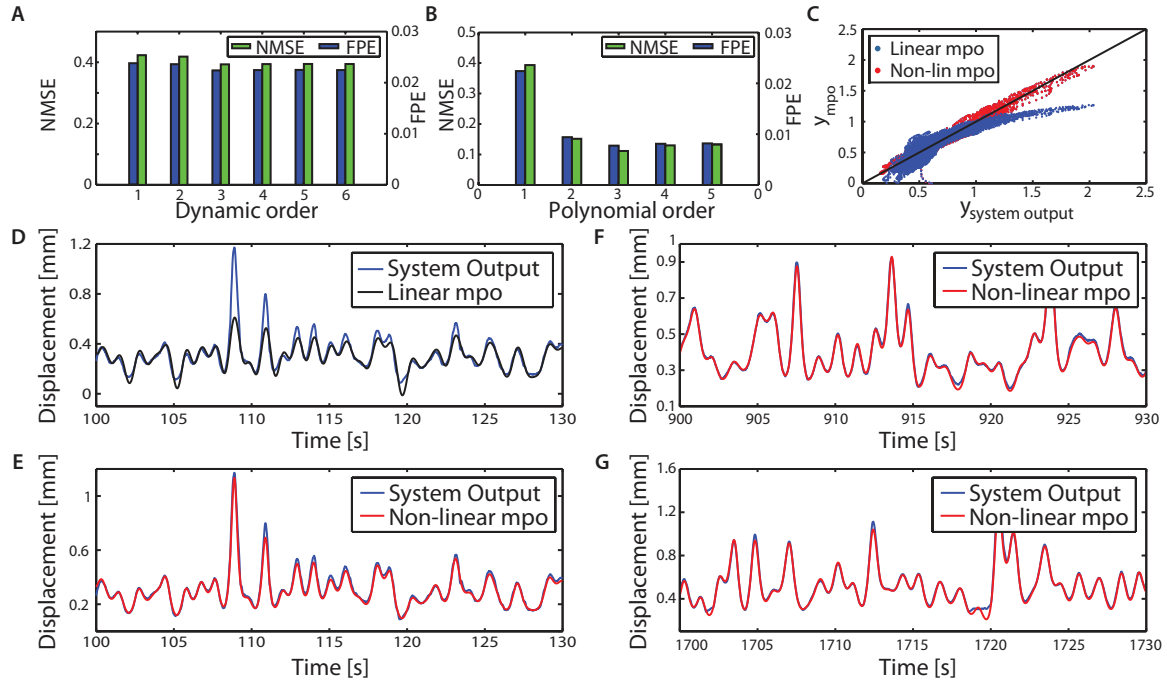 A
NMSE FPE
NMSE
0.4
0.2
0
0.03
0.02
0.01
0
FPE
1 2 3 4 5 6
Dynamic order
B
NMSE FPE
NMSE
0.5
0.4
0.3
0.2
0.1
0
0.03
0.02
0.01
0
FPE
0 1 2 3 4 5
Polynomial order
C
Linear mpo
Non-lin mpo
y mpo
2.5
2
1.5
1.0
0.5
0
0 0.5 1 1.5 2 2.5
y system output
D
System Output
Linear mpo
Displacement [mm]
1.2
0.8
0.4
0
100 105 110 115 120 125 130
Time [s]
F
System Output
Non-linear mpo
Displacement [mm]
1
0.9
0.7
0.5
0.3
0.1
900 905 910 915 920 925 930
Time [s]
E
System Output
Non-linear mpo
Displacement [mm]
1
0.6
0.2
100 105 110 115 120 125 130
Time [s]
G
System Output
Non-linear mpo
Displacement [mm]
1.6
1.2
0.8
0.4
1700 1705 1710 1715 1720 1725 1730
Time [s]